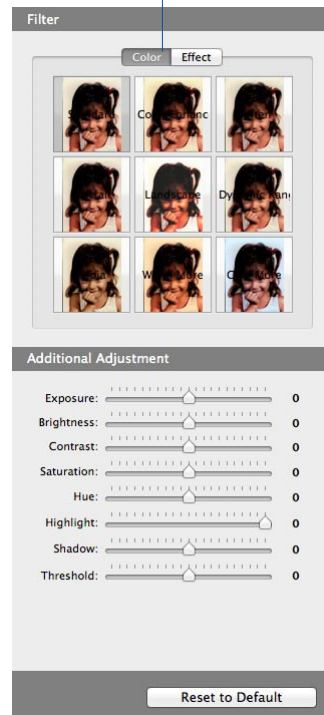 Filter
Color Effect
Landscape
Additional Adjustment
Exposure: 0
Brightness: 0
Contrast: 0
Saturation: 0
Hue: 0
Highlight: 0
Shadow: 0
Threshold: 0
Reset to Default